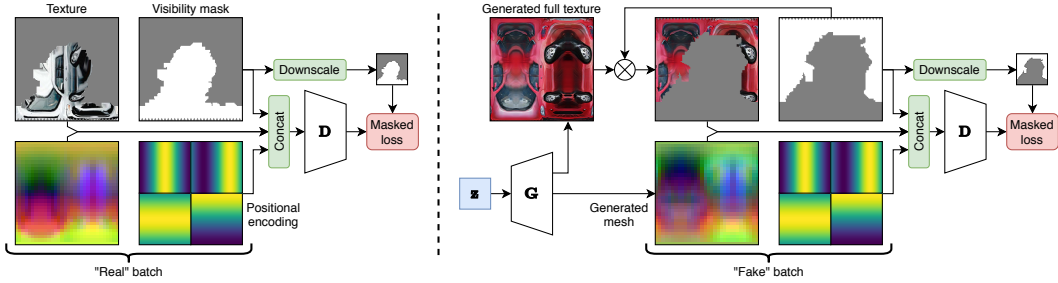 Texture
Visibility mask
Downscale
Concat
D
Masked
loss
Positional
encoding
"Real" batch
Generated full texture
Downscale
Concat
D
Masked
loss
z
G
Generated
mesh
"Fake" batch